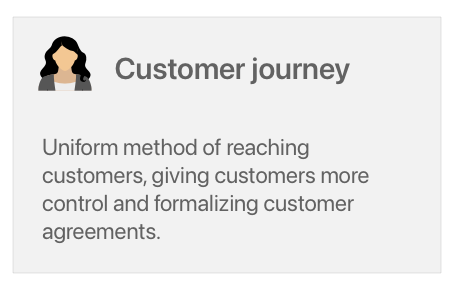 Customer journey
Uniform method of reaching
customers, giving customers more
control and formalizing customer
agreements.